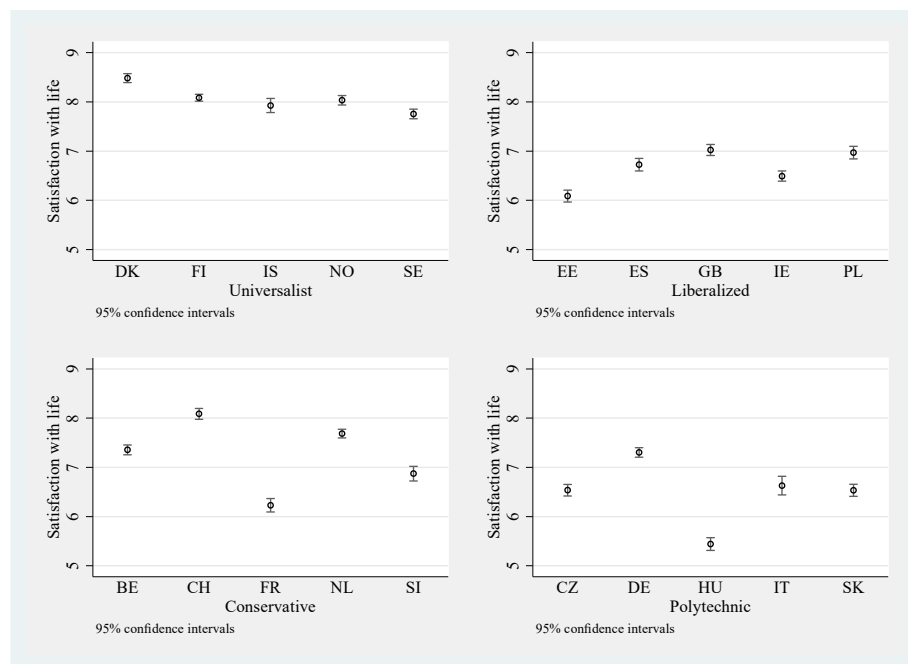 Satisfaction with life
9
8
7
6
5
DK FI IS NO SE
Universalist
95% confidence intervals
Satisfaction with life
9
8
7
6
5
EE ES GB IE PL
Liberalized
95% confidence intervals
Satisfaction with life
9
8
7
6
5
BE CH FR NL SI
Conservative
95% confidence intervals
Satisfaction with life
9
8
7
6
5
CZ DE HU IT SK
Polytechnic
95% confidence intervals